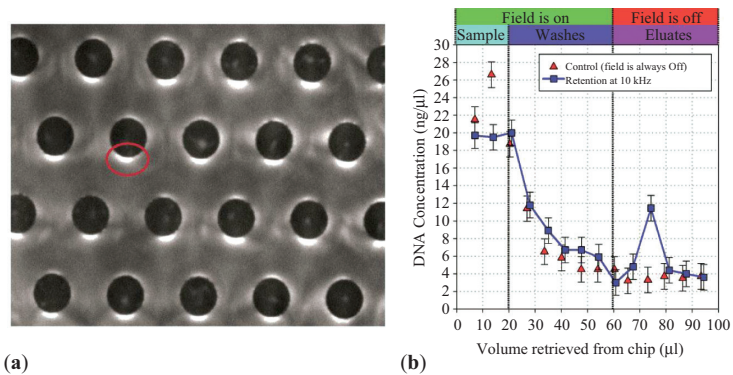 (a)
(b)
Field is on Field is off
Sample Washes Eluates
Control (field is always Off)
Retention at 10 kHz
DNA Concentration (ng/μl)
30
28
26
24
22
20
18
16
14
12
10
8
6
4
2
0
0 10 20 30 40 50 60 70 80 90 100
Volume retrieved from chip (μl)